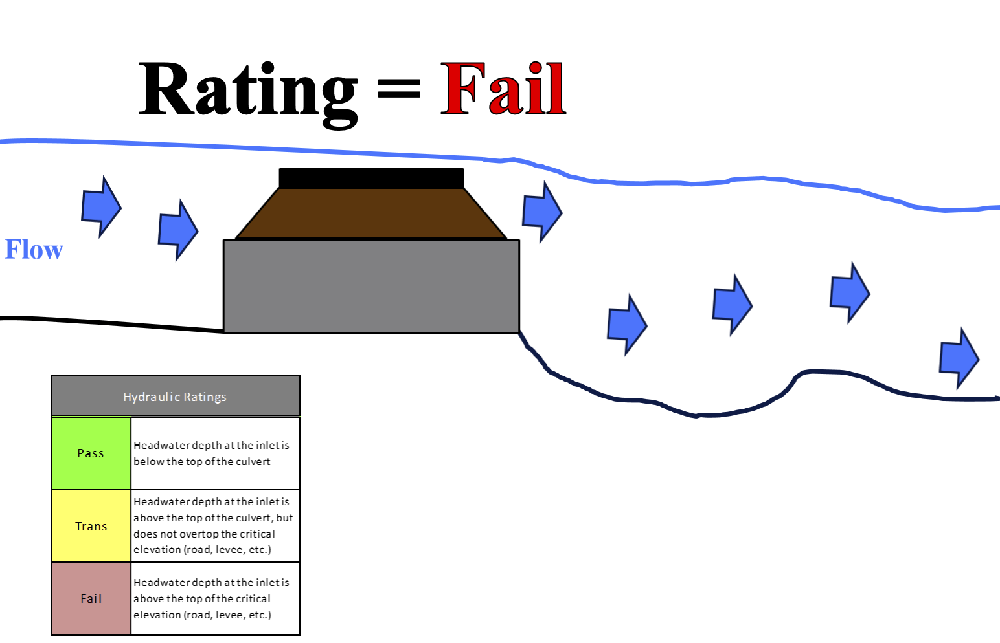 Rating = Fail
Flow
Hydraulic Ratings
Pass
Headwater depth at the inlet is
below the top of the culvert
Trans
Headwater depth at the inlet is
above the top of the culvert, but
does not overtop the critical
elevation (road, levee, etc.)
Fail
Headwater depth at the inlet is
above the top of the critical
elevation (road, levee, etc.)